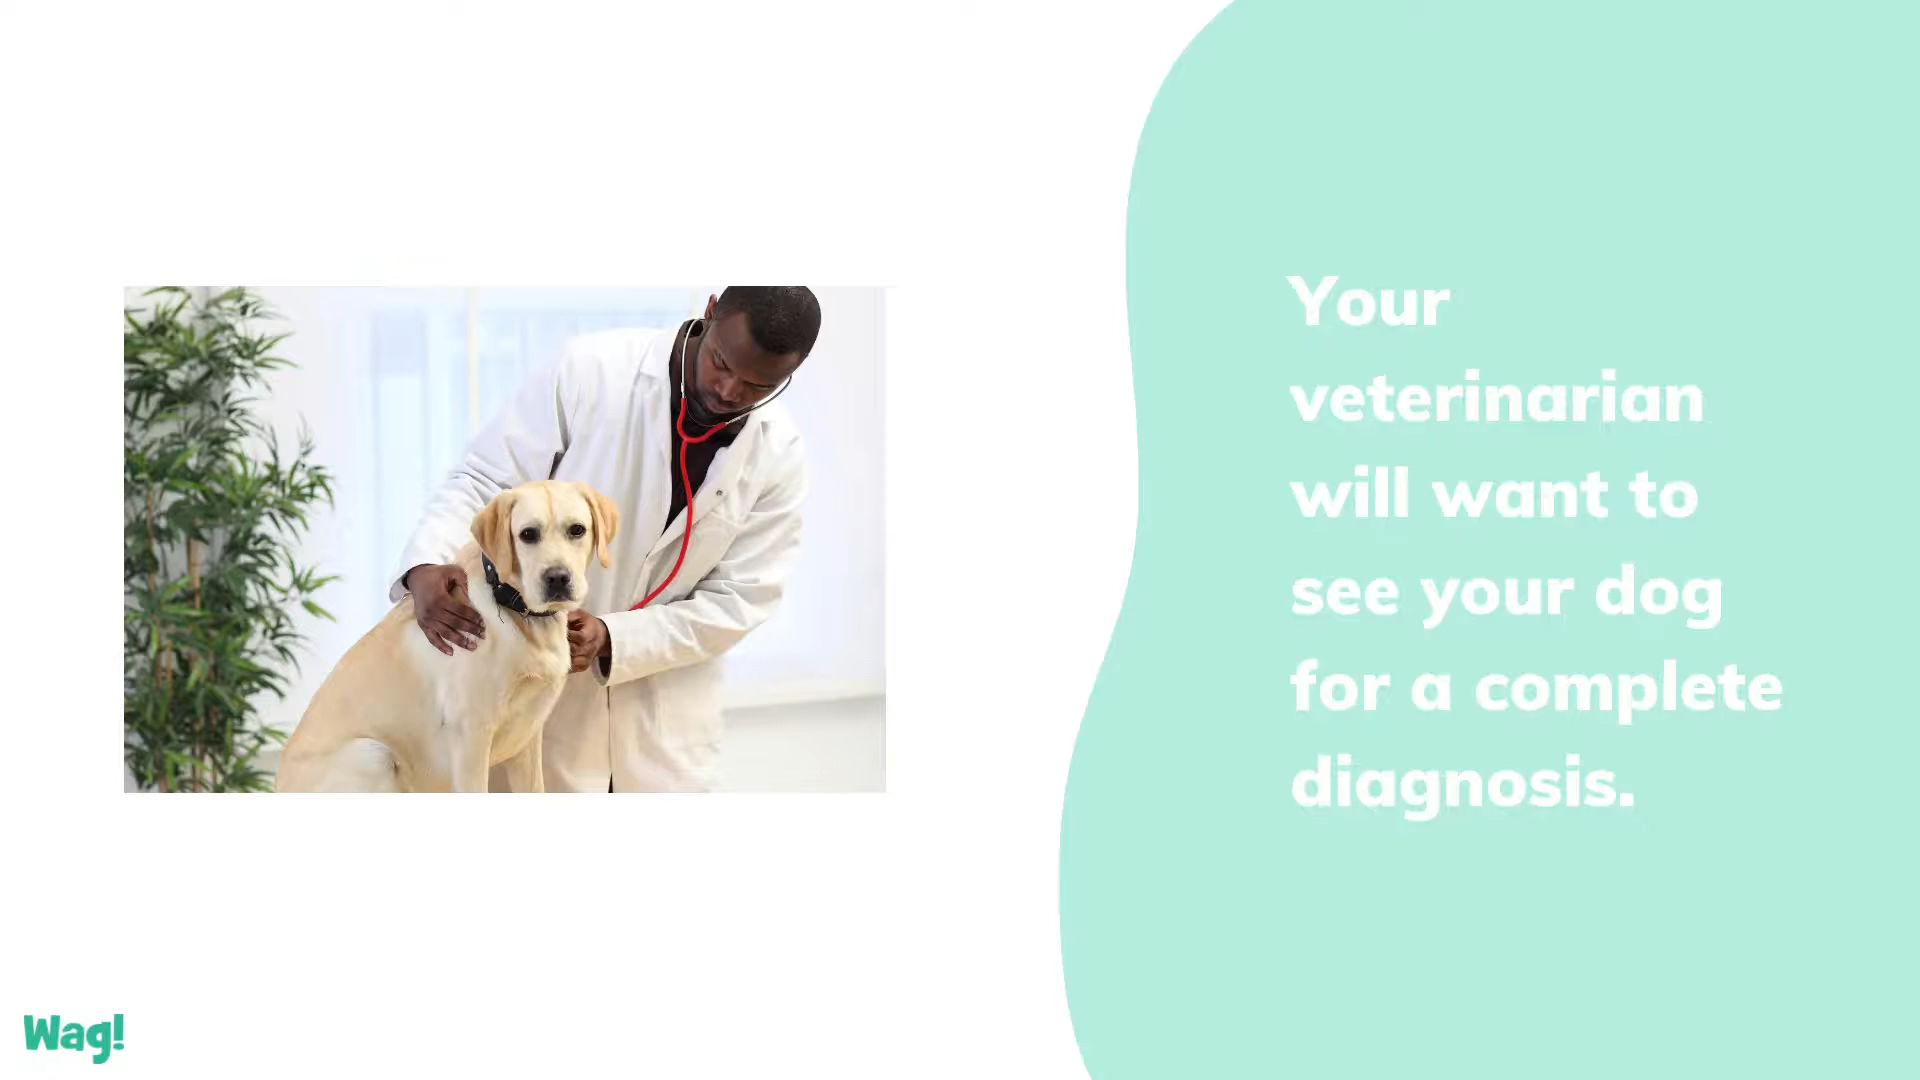 Your
veterinarian
will want to
see your dog
for a complete
diagnosis.
Wag!